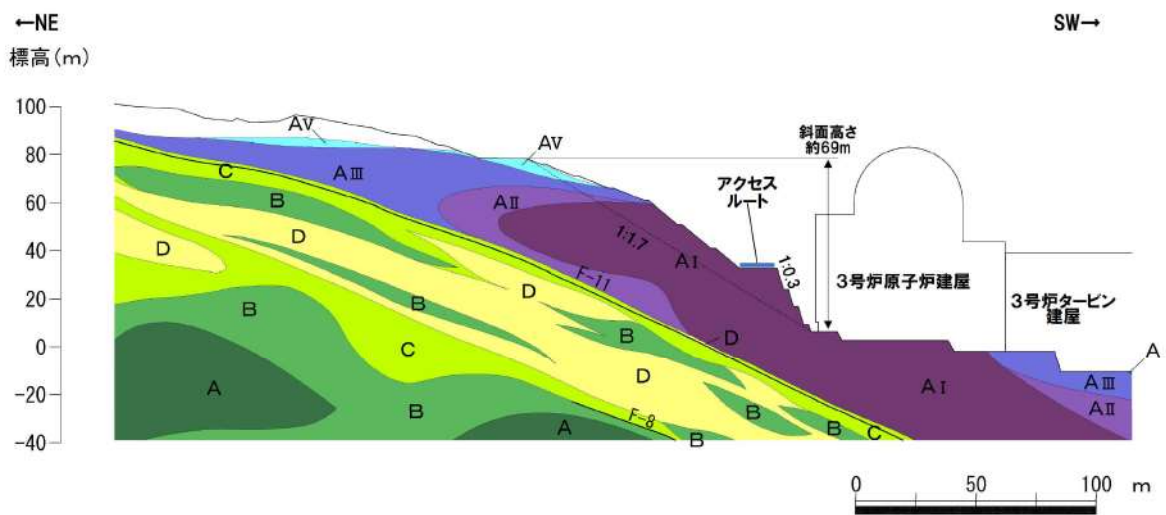 ←NE
SW→
標高(m)
100
80
60
40
20
0
-20
-40
AⅤ
AⅤ
斜面高さ
約69m
アクセス
ルート
C
AⅢ
B
AⅡ
D
D
1:1.7
AⅠ
1:0.3
F-11
3号炉原子炉建屋
3号炉タービン
建屋
B
B
D
B
D
C
D
A
A
B
AⅠ
AⅢ
AⅡ
F-8
A
B
B
B
C
0
50
100
m